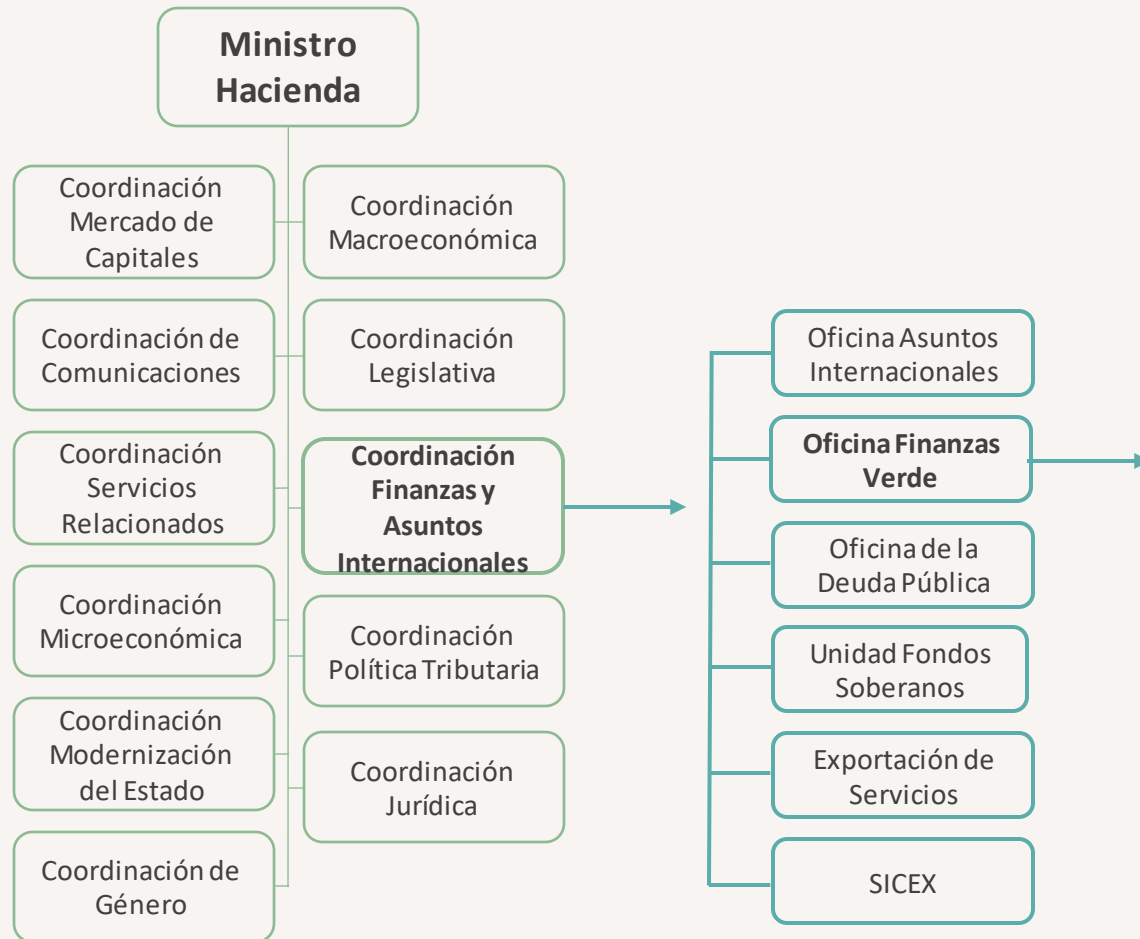 Ministro
Hacienda
Coordinación
Mercado de
Capitales
Coordinación
Macroeconómica
Coordinación de
Comunicaciones
Coordinación
Legislativa
Coordinación
Servicios
Relacionados
Coordinación
Finanzas y
Asuntos
Internacionales
Coordinación
Microeconómica
Coordinación
Política Tributaria
Coordinación
Modernización
del Estado
Coordinación
Jurídica
Coordinación de
Género
Oficina Asuntos
Internacionales
Oficina Finanzas
Verde
Oficina de la
Deuda Pública
Unidad Fondos
Soberanos
Exportación de
Servicios
SICEX